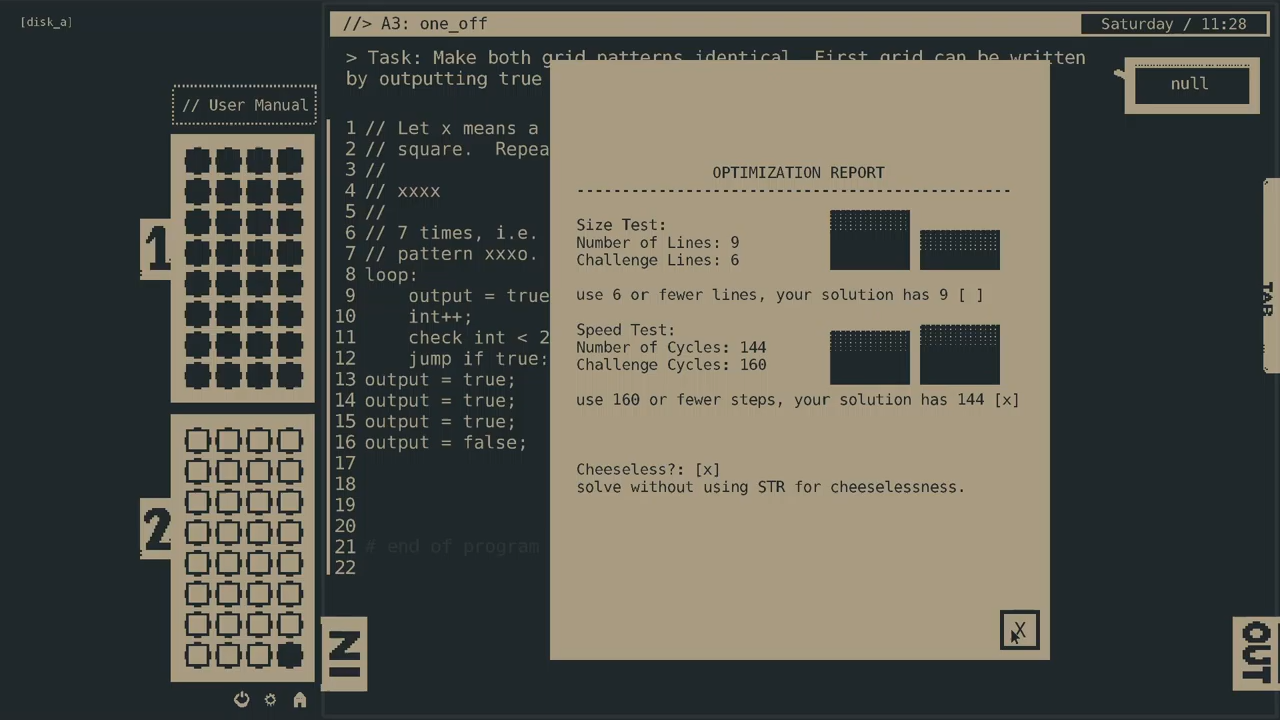 [disk_a]
//> A3: one_off
Saturday / 11:28
> Task: Make both grid patterns identical. First grid can be written
by outputting true
null
// User Manual
1
2
1 // Let x means a
2 // square. Repea
3 //
4 // xxxx
5 //
6 // 7 times, i.e.
7 // pattern xxxo.
8 loop:
9 output = true
10 int++;
11 check int < 2
12 jump if true:
13 output = true;
14 output = true;
15 output = true;
16 output = false;
17
18
19
20
21 # end of program
22
OPTIMIZATION REPORT
Size Test:
Number of Lines: 9
Challenge Lines: 6
use 6 or fewer lines, your solution has 9 [ ]
Speed Test:
Number of Cycles: 144
Challenge Cycles: 160
use 160 or fewer steps, your solution has 144 [x]
Cheeseless?: [x]
solve without using STR for cheeselessness.
X
TAB
IN
OUT